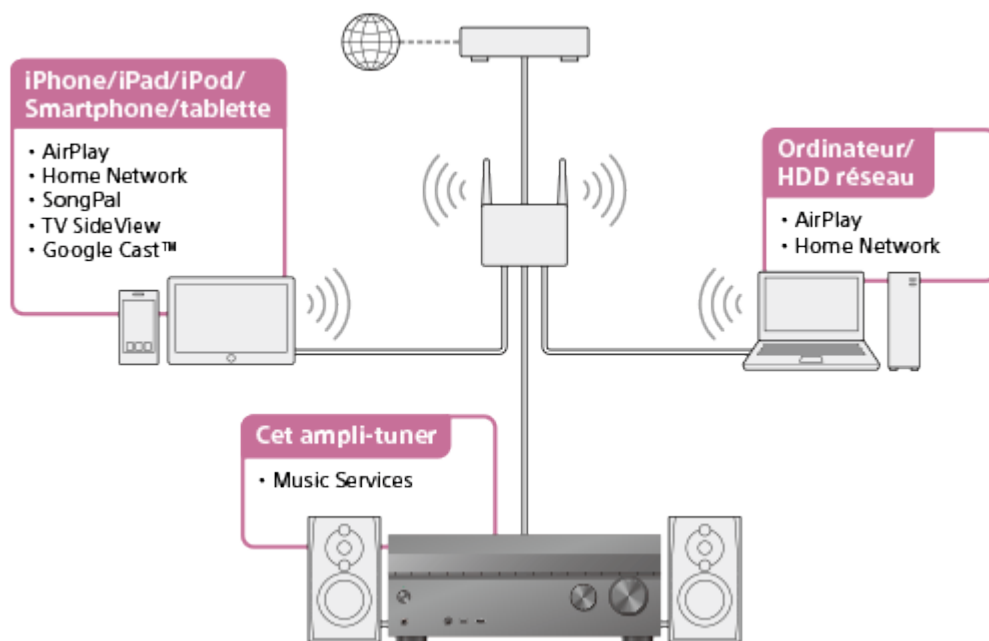 iPhone/iPad/iPod/
Smartphone/tablette
• AirPlay
• Home Network
• SongPal
• TV SideView
• Google Cast™
Ordinateur/
HDD réseau
• AirPlay
• Home Network
Cet ampli-tuner
• Music Services